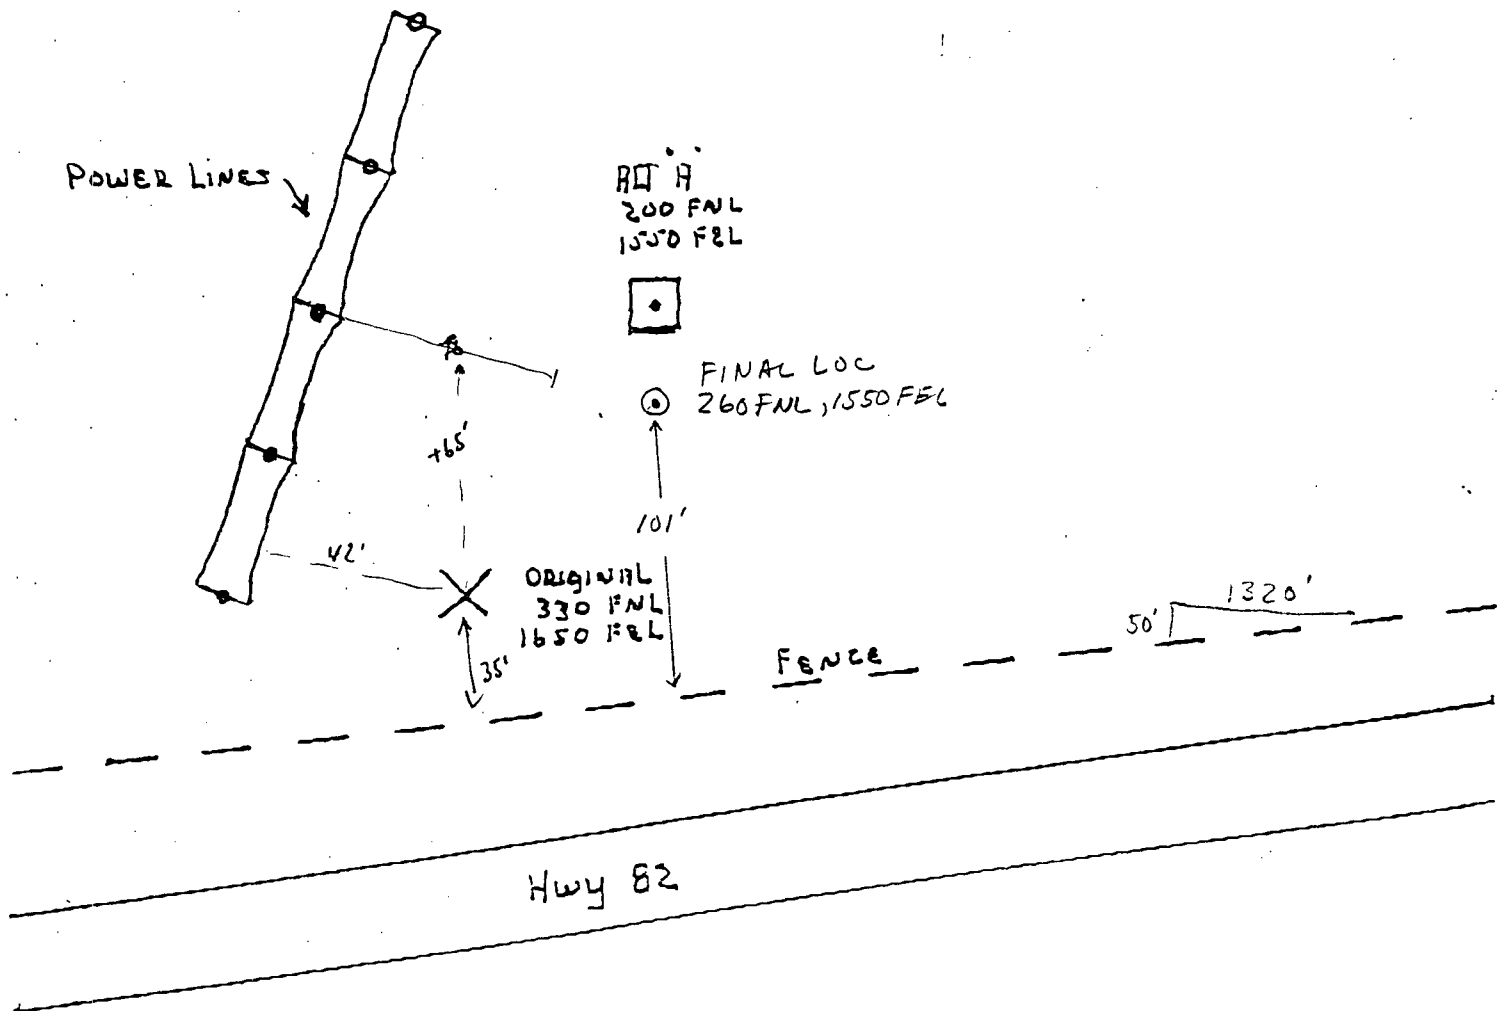 POWER LINES
"A"
200 FNL
1550 FEL
FINAL LOC
260 FNL, 1550 FEL
+65'
101'
42'
ORIGINAL
330 FNL
1650 FEL
35'
1320'
50'
FENCE
Hwy 82